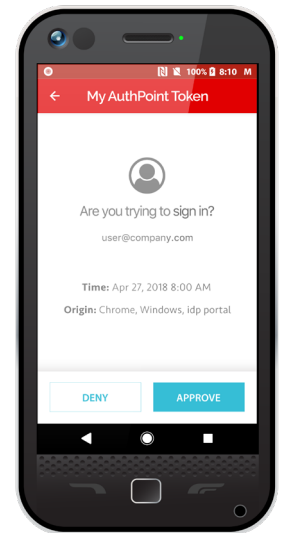 100% 8:10 M
My AuthPoint Token
Are you trying to sign in?
user@company.com
Time: Apr 27, 2018 8:00 AM
Origin: Chrome, Windows, idp portal
DENY APPROVE